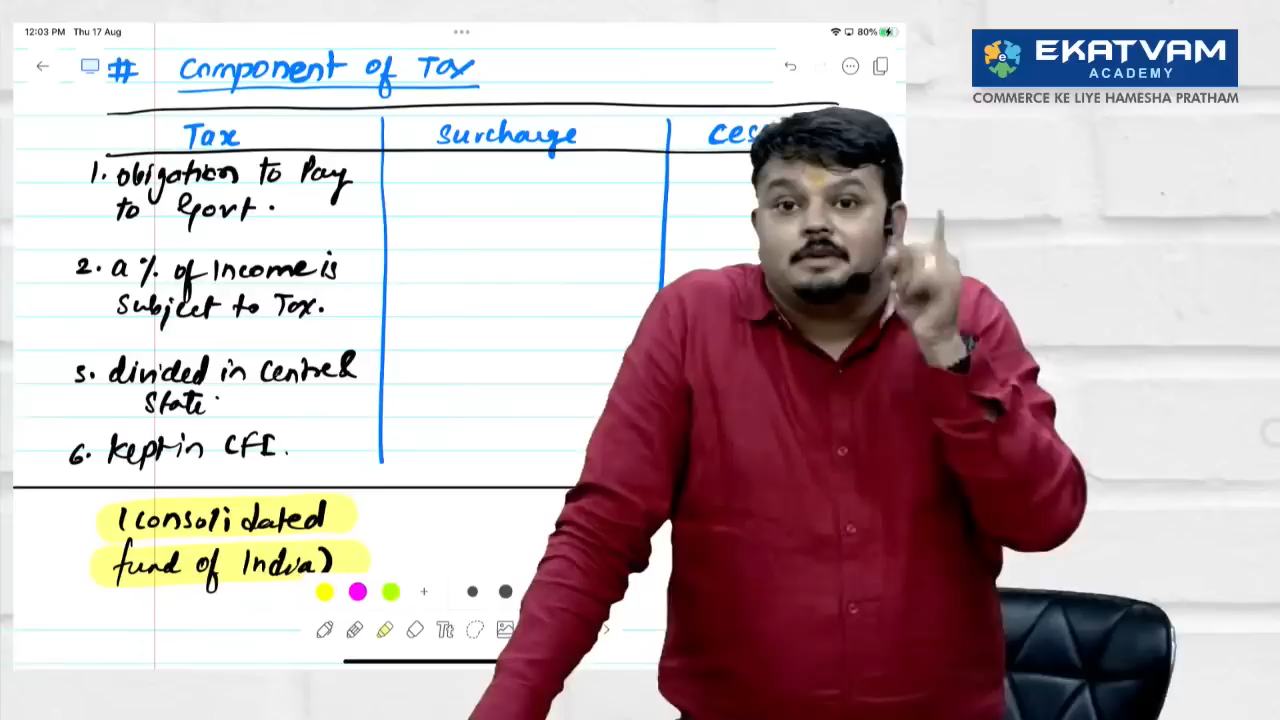 12:03 PM Thu 17 Aug
80%
# Component of Tax
Tax
Surcharge
1. obligation to Pay
to Govt.
2. a % of Income is
subject to Tax.
3. divided in Centre &
State.
6. kept in CFI.
(Consolidated
fund of India)
Tt
EKATVAM
ACADEMY
COMMERCE KE LIYE HAMESHA PRATHAM